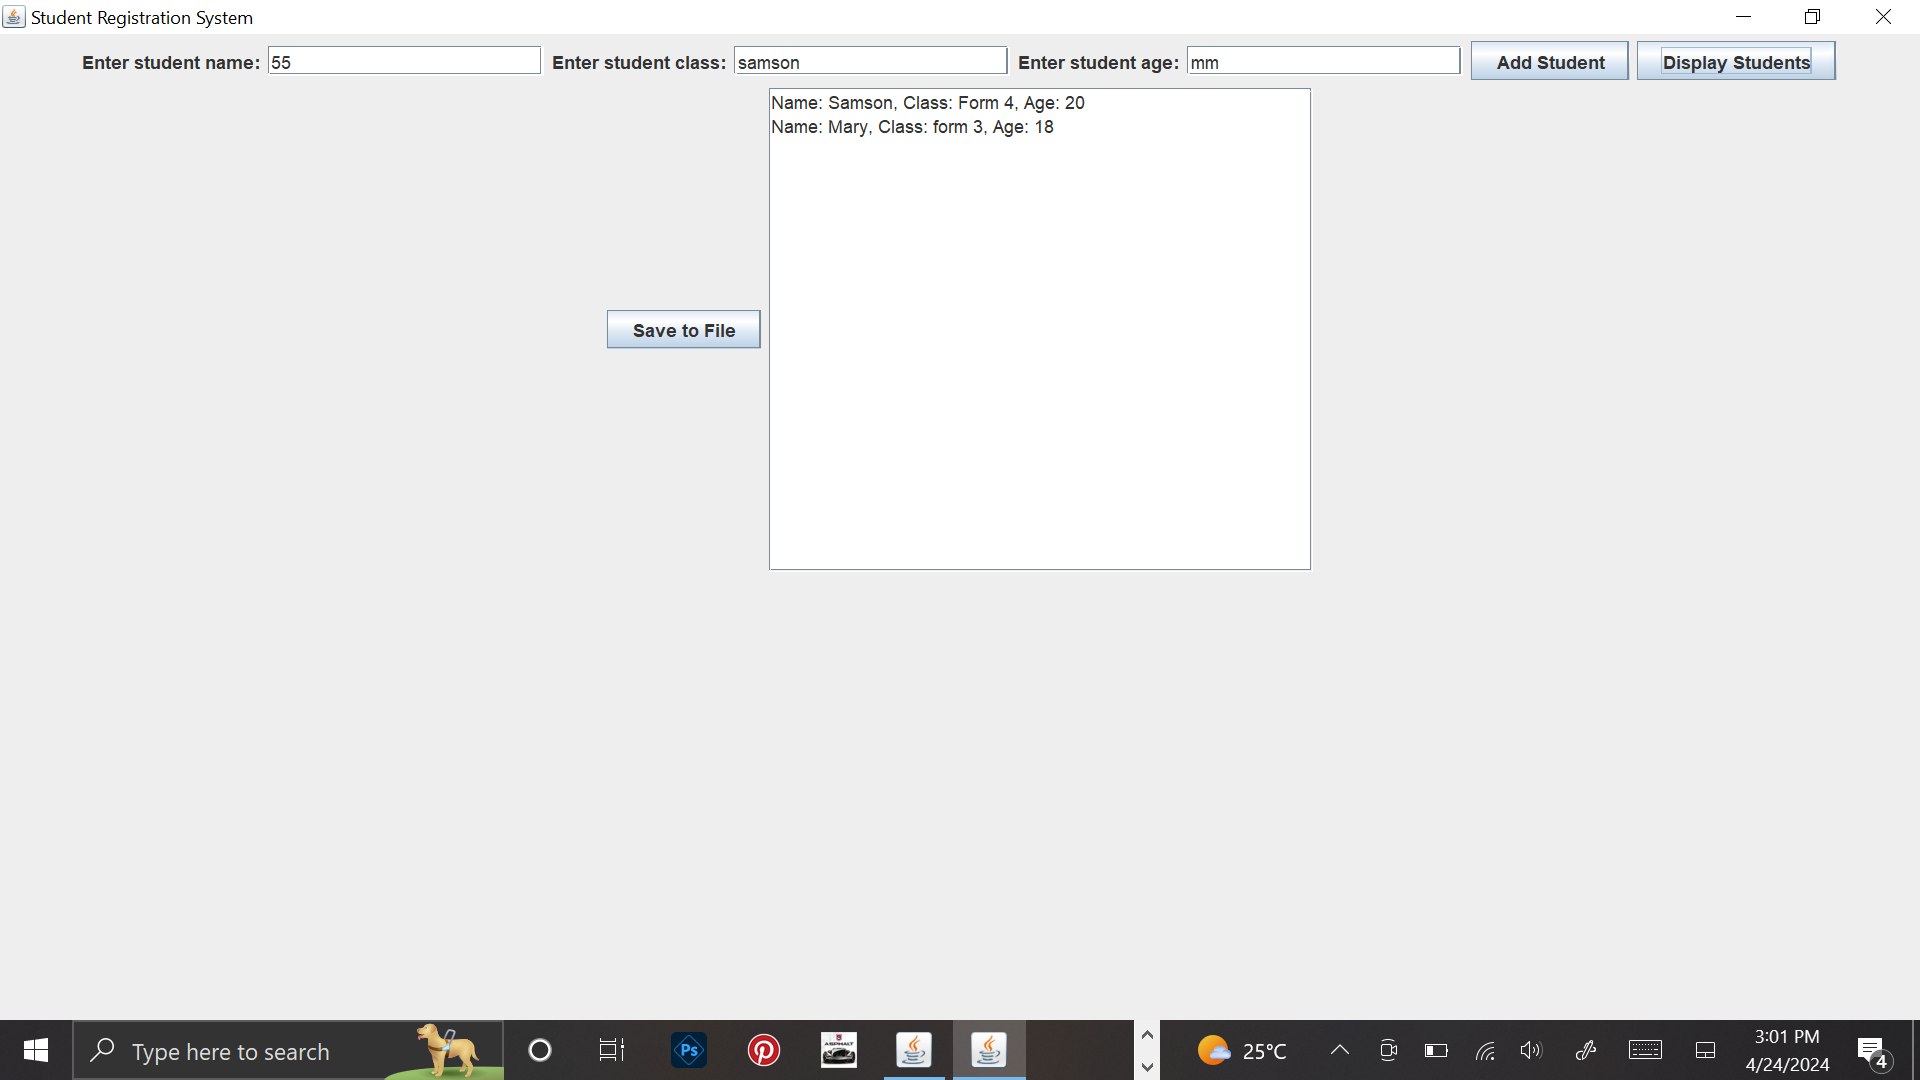 Student Registration System
Enter student name: 55 Enter student class: samson Enter student age: mm Add Student Display Students
Name: Samson, Class: Form 4, Age: 20
Name: Mary, Class: form 3, Age: 18
Save to File
Type here to search Ps ASPHALT 25°C 3:01 PM
4/24/2024 4